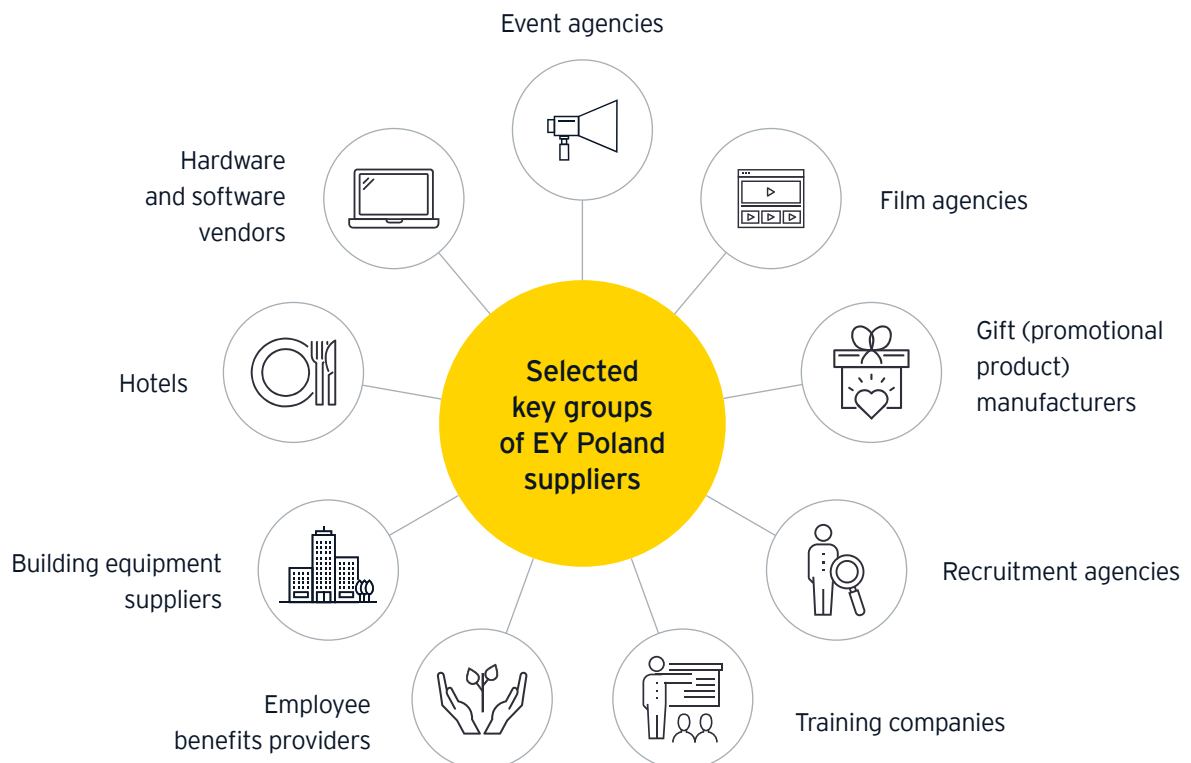 Event agencies
Film agencies
Gift (promotional
product)
manufacturers
Recruitment agencies
Training companies
Employee
benefits providers
Building equipment
suppliers
Hotels
Hardware
and software
vendors
Selected
key groups
of EY Poland
suppliers